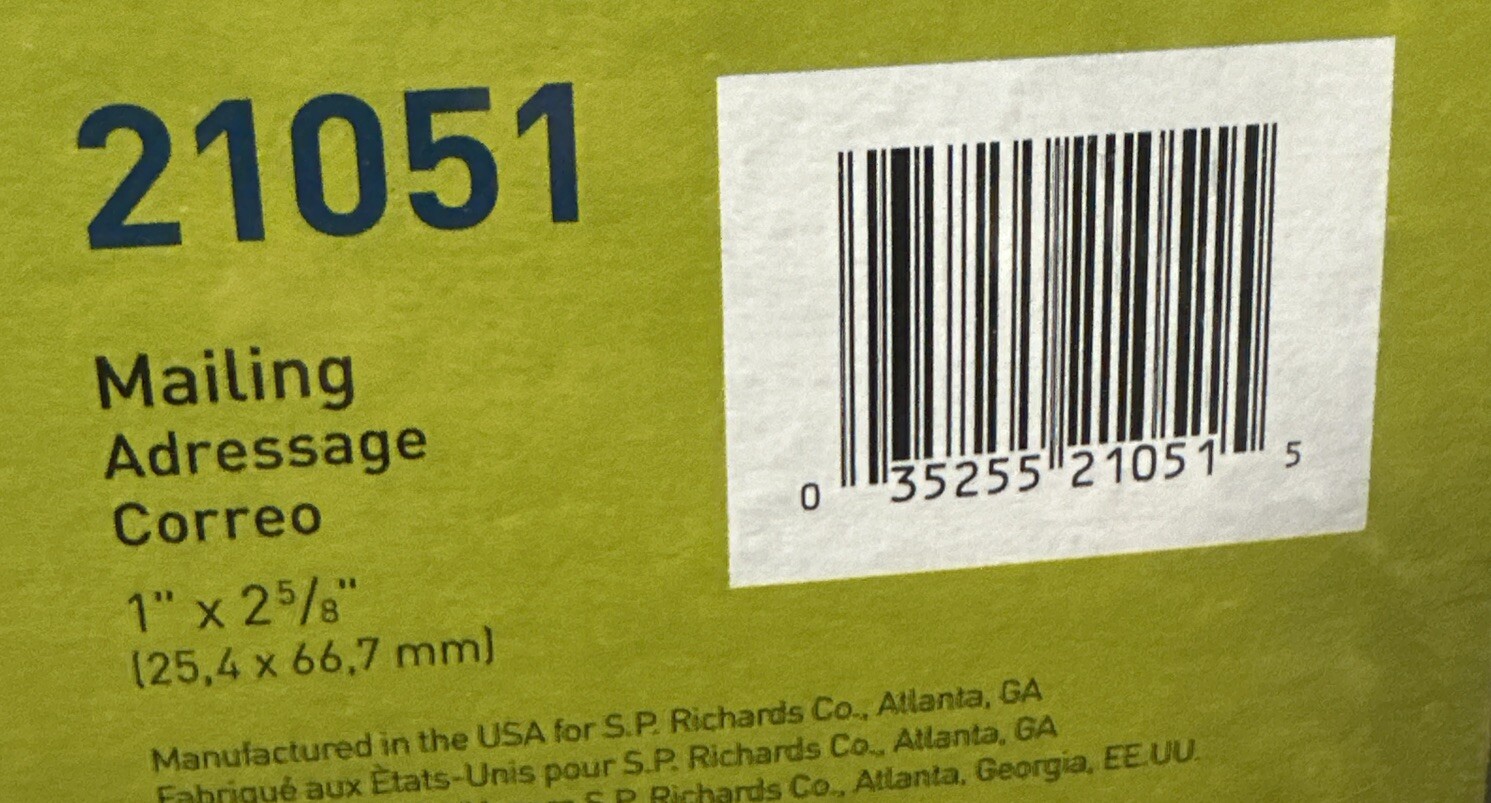 21051
0 35255 21051 5
Mailing
Adressage
Correo
1" x 2 5/8"
(25,4 x 66,7 mm)
Manufactured in the USA for S.P. Richards Co., Atlanta, GA
Fabriqué aux Ètats-Unis pour S.P. Richards Co., Atlanta, GA
S.P. Richards Co., Atlanta, Georgia, EE.UU.